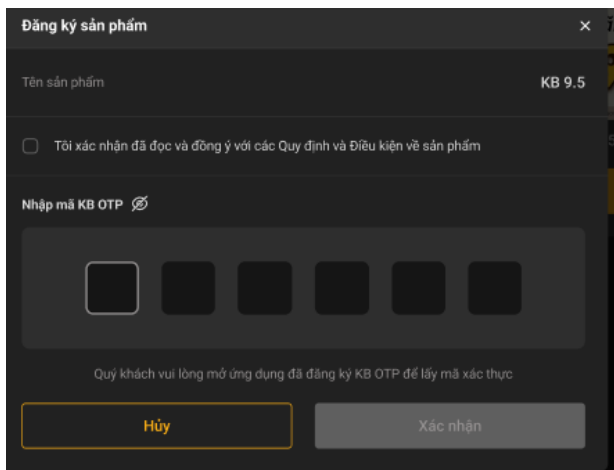 Đăng ký sản phẩm
Tên sản phẩm KB 9.5
Tôi xác nhận đã đọc và đồng ý với các Quy định và Điều kiện về sản phẩm
Nhập mã KB OTP
Quý khách vui lòng mở ứng dụng đã đăng ký KB OTP để lấy mã xác thực
Hủy Xác nhận